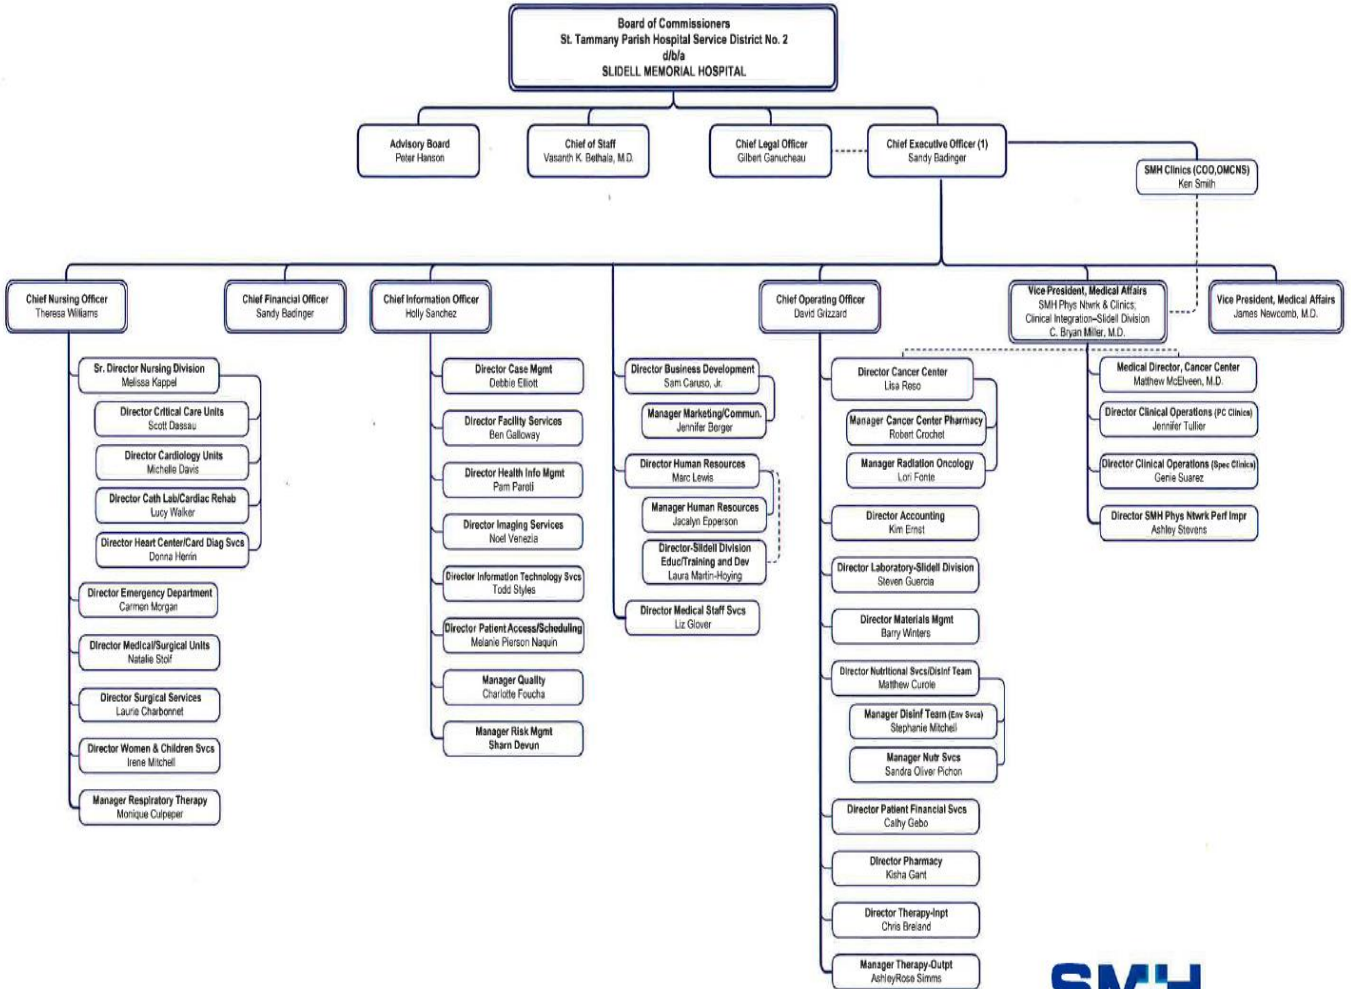 Board of Commissioners
St. Tammany Parish Hospital Service District No. 2
d/b/a
SLIDELL MEMORIAL HOSPITAL
Advisory Board
Peter Hanson
Chief of Staff
Vasanth K. Bethala, M.D.
Chief Legal Officer
Gilbert Ganucheau
Chief Executive Officer (1)
Sandy Badinger
SMH Clinics (COO,OMCNS)
Ken Smith
Chief Nursing Officer
Theresa Williams
Chief Financial Officer
Sandy Badinger
Chief Information Officer
Holly Sanchez
Chief Operating Officer
David Grizzard
Vice President, Medical Affairs
SMH Phys Ntwrk & Clinics;
Clinical Integration–Slidell Division
C. Bryan Miller, M.D.
Vice President, Medical Affairs
James Newcomb, M.D.
Sr. Director Nursing Division
Melissa Kappel
Director Critical Care Units
Scott Dassau
Director Cardiology Units
Michelle Davis
Director Cath Lab/Cardiac Rehab
Lucy Walker
Director Heart Center/Card Diag Svcs
Donna Herrin
Director Emergency Department
Carmen Morgan
Director Medical/Surgical Units
Natalie Stolf
Director Surgical Services
Laurie Charbonnet
Director Women & Children Svcs
Irene Mitchell
Manager Respiratory Therapy
Monique Culpeper
Director Case Mgmt
Debbie Elliott
Director Facility Services
Ben Galloway
Director Health Info Mgmt
Pam Pareti
Director Imaging Services
Noel Venezia
Director Information Technology Svcs
Todd Styles
Director Patient Access/Scheduling
Melanie Pierson Naquin
Manager Quality
Charlotte Foucha
Manager Risk Mgmt
Sharn Devun
Director Business Development
Sam Caruso, Jr.
Manager Marketing/Commun.
Jennifer Berger
Director Human Resources
Marc Lewis
Manager Human Resources
Jacalyn Epperson
Director-Slidell Division
Educ/Training and Dev
Laura Martin-Hoying
Director Medical Staff Svcs
Liz Glover
Director Cancer Center
Lisa Reso
Manager Cancer Center Pharmacy
Robert Crochet
Manager Radiation Oncology
Lori Fonte
Director Accounting
Kim Ernst
Director Laboratory-Slidell Division
Steven Guercia
Director Materials Mgmt
Barry Winters
Director Nutritional Svcs/Disinf Team
Matthew Curole
Manager Disinf Team (Env Svcs)
Stephanie Mitchell
Manager Nutr Svcs
Sandra Oliver Pichon
Director Patient Financial Svcs
Cathy Gebo
Director Pharmacy
Kisha Gant
Director Therapy-Inpt
Chris Breland
Manager Therapy-Outpt
AshleyRose Simms
Medical Director, Cancer Center
Matthew McElveen, M.D.
Director Clinical Operations (PC Clinics)
Jennifer Tullier
Director Clinical Operations (Spec Clinics)
Genie Suarez
Director SMH Phys Ntwrk Perf Impr
Ashley Stevens
SMH